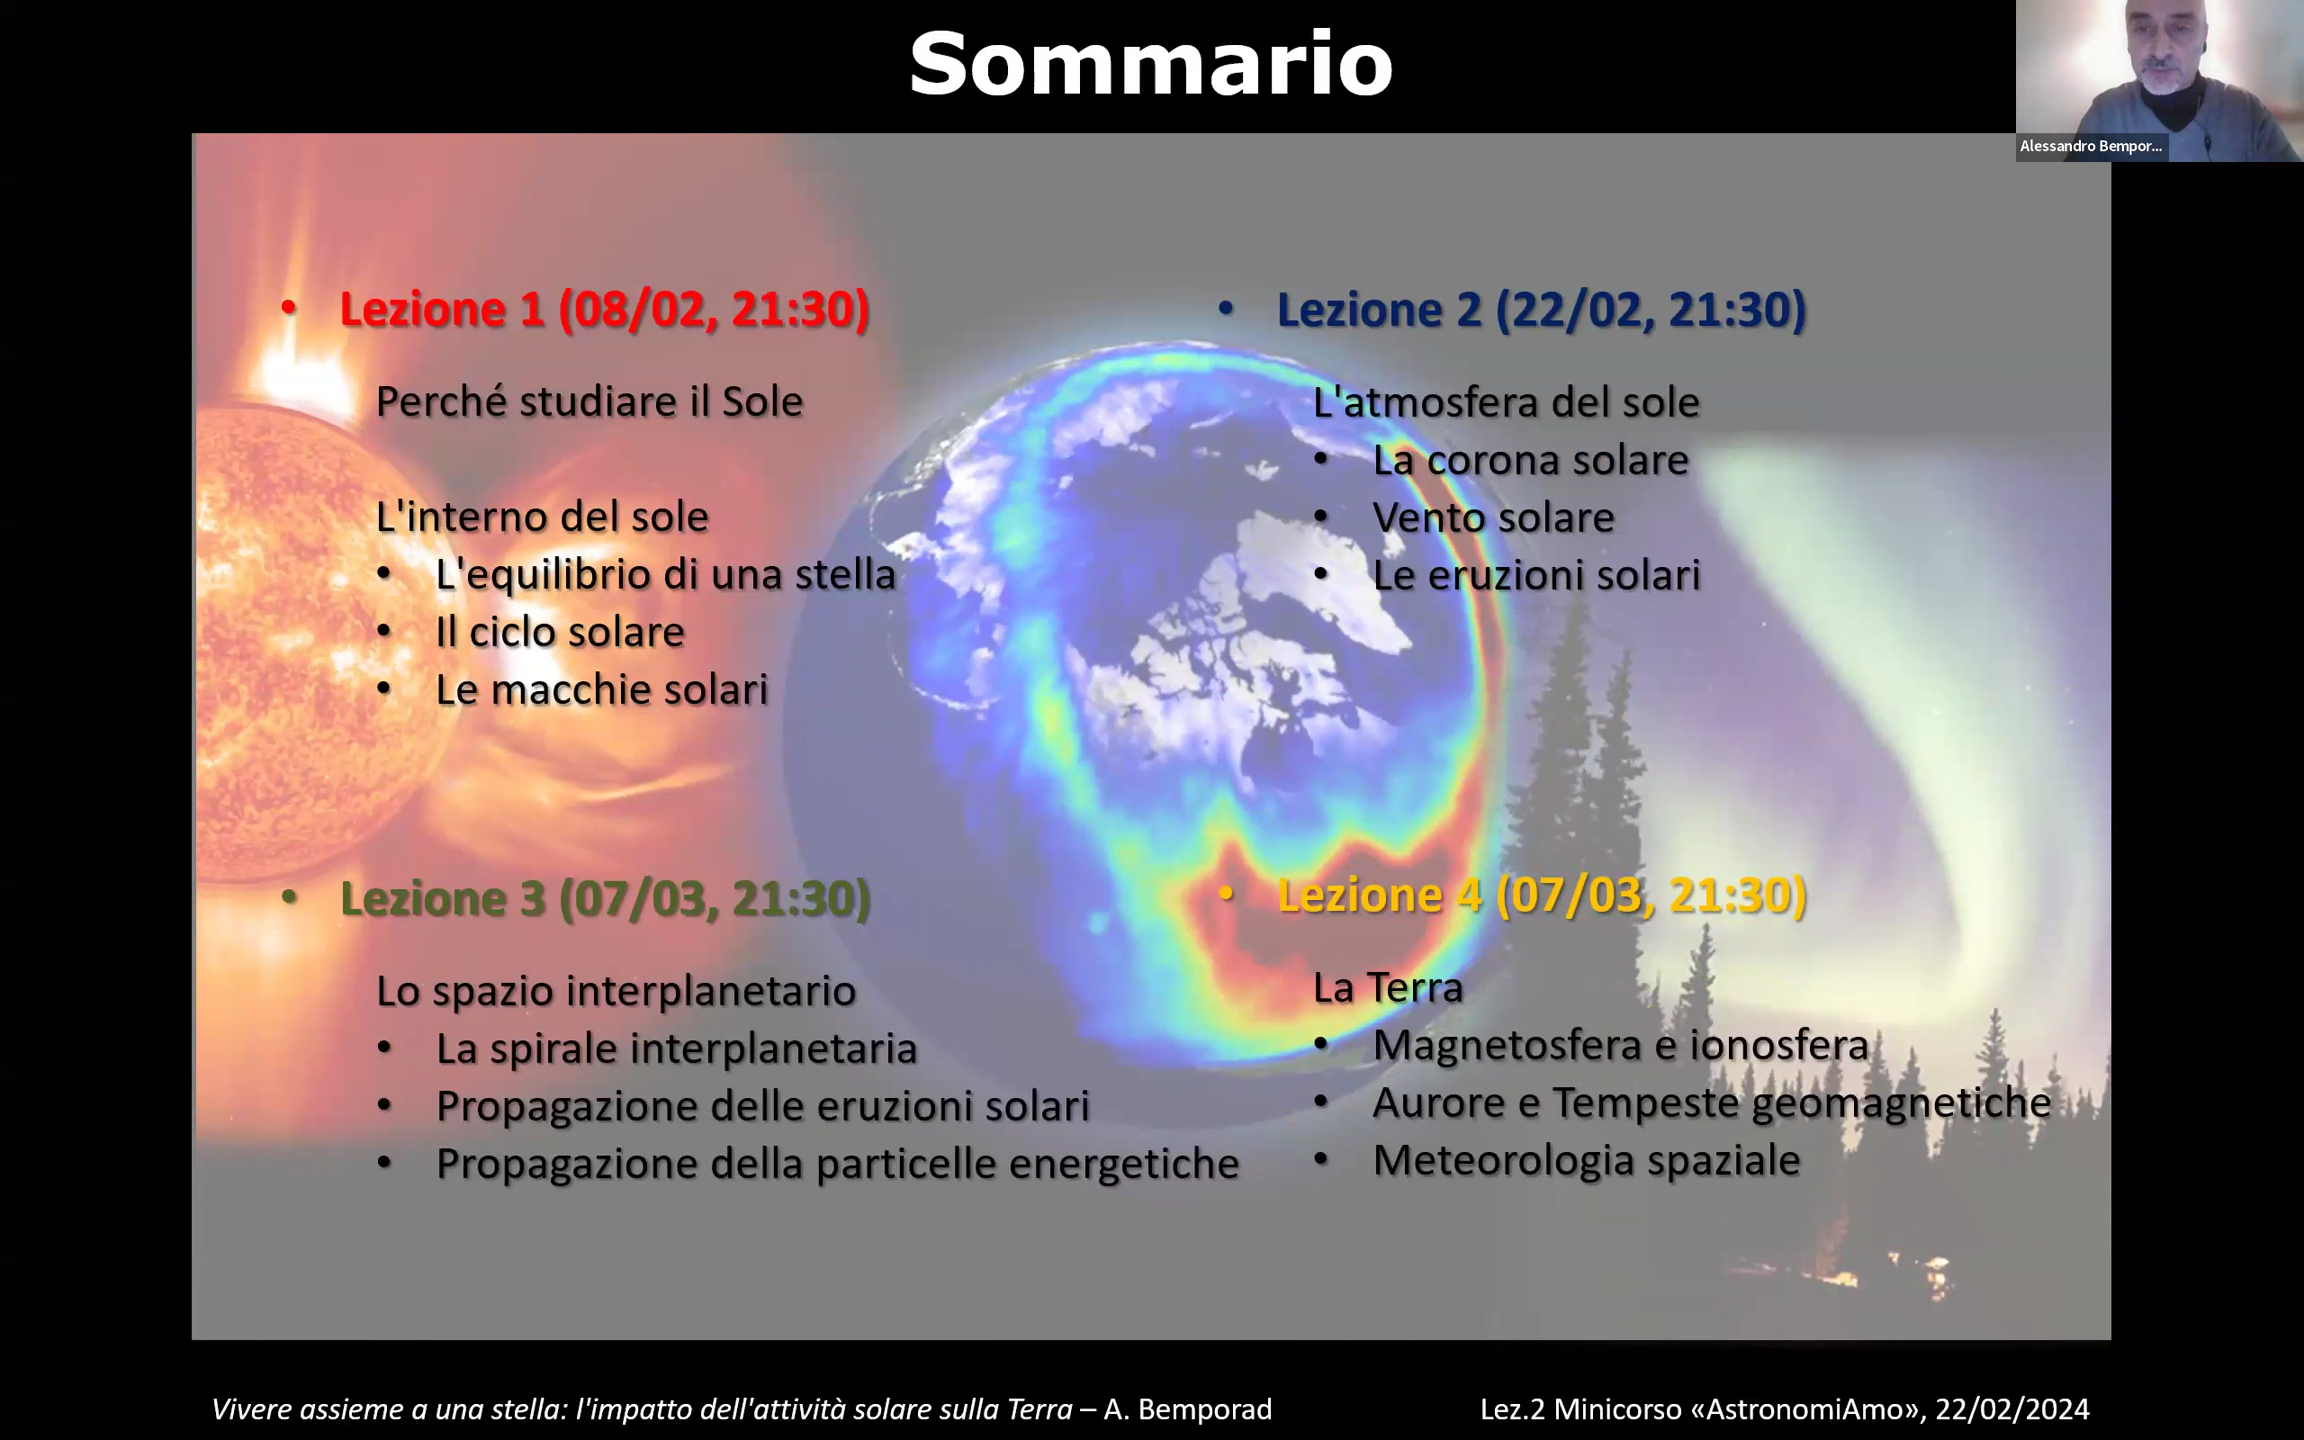 Sommario
Alessandro Bempor...
• Lezione 1 (08/02, 21:30)
Perché studiare il Sole
L'interno del sole
• L'equilibrio di una stella
• Il ciclo solare
• Le macchie solari
• Lezione 2 (22/02, 21:30)
L'atmosfera del sole
• La corona solare
• Vento solare
• Le eruzioni solari
• Lezione 3 (07/03, 21:30)
Lo spazio interplanetario
• La spirale interplanetaria
• Propagazione delle eruzioni solari
• Propagazione della particelle energetiche
• Lezione 4 (07/03, 21:30)
La Terra
• Magnetosfera e ionosfera
• Aurore e Tempeste geomagnetiche
• Meteorologia spaziale
Vivere assieme a una stella: l'impatto dell'attività solare sulla Terra – A. Bemporad
Lez.2 Minicorso «AstronomiAmo», 22/02/2024